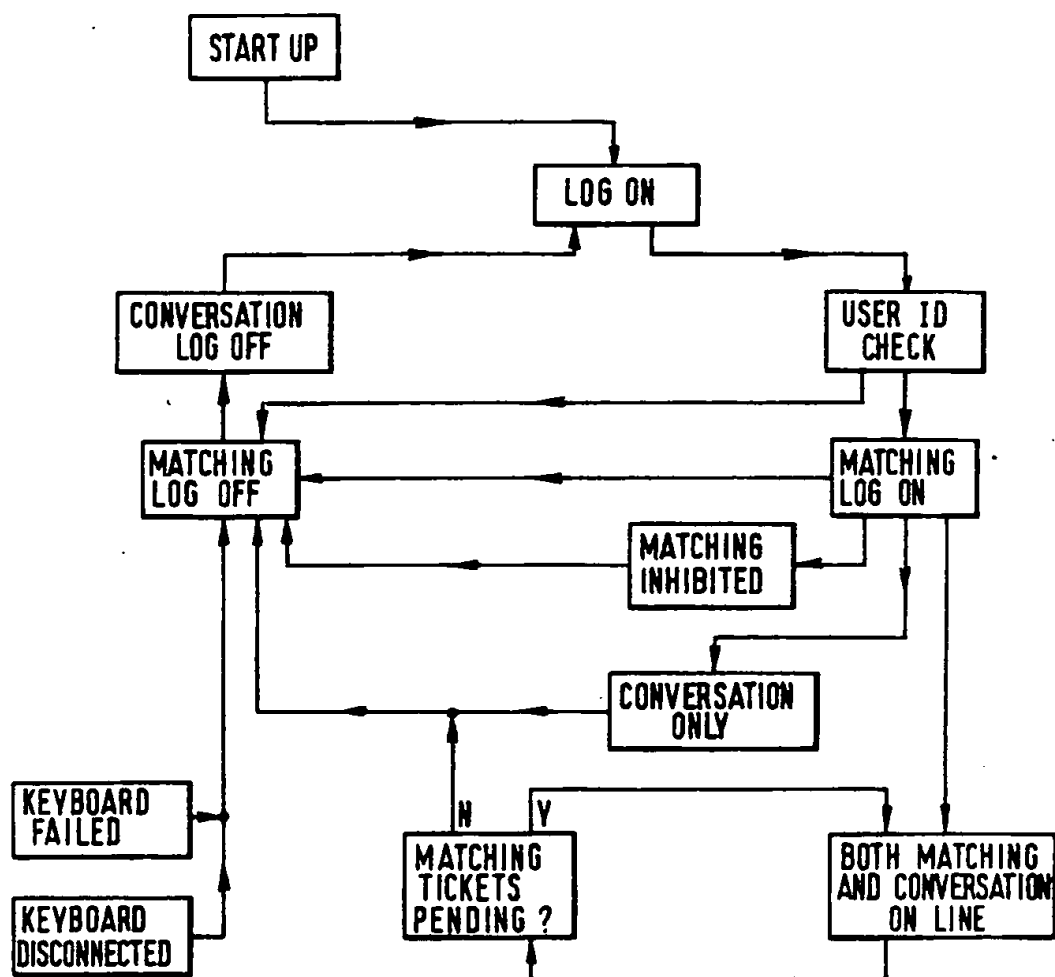 START UP
LOG ON
CONVERSATION
LOG OFF
USER ID
CHECK
MATCHING
LOG OFF
MATCHING
LOG ON
MATCHING
INHIBITED
CONVERSATION
ONLY
KEYBOARD
FAILED
N
Y
MATCHING
TICKETS
PENDING ?
BOTH MATCHING
AND CONVERSATION
ON LINE
KEYBOARD
DISCONNECTED